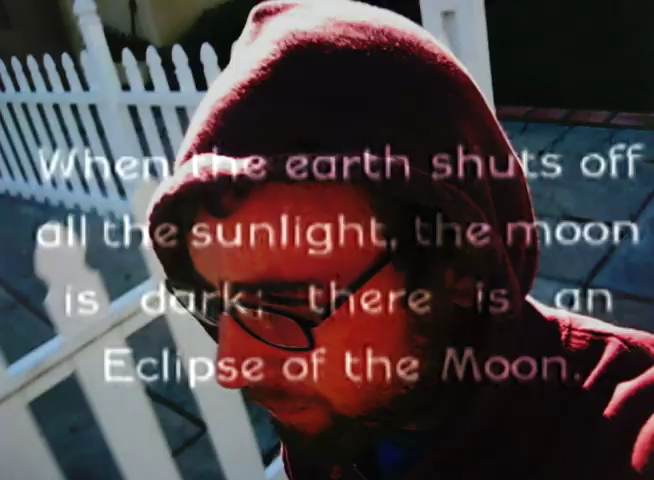 When the earth shuts off
all the sunlight, the moon
is dark; there is an
Eclipse of the Moon.